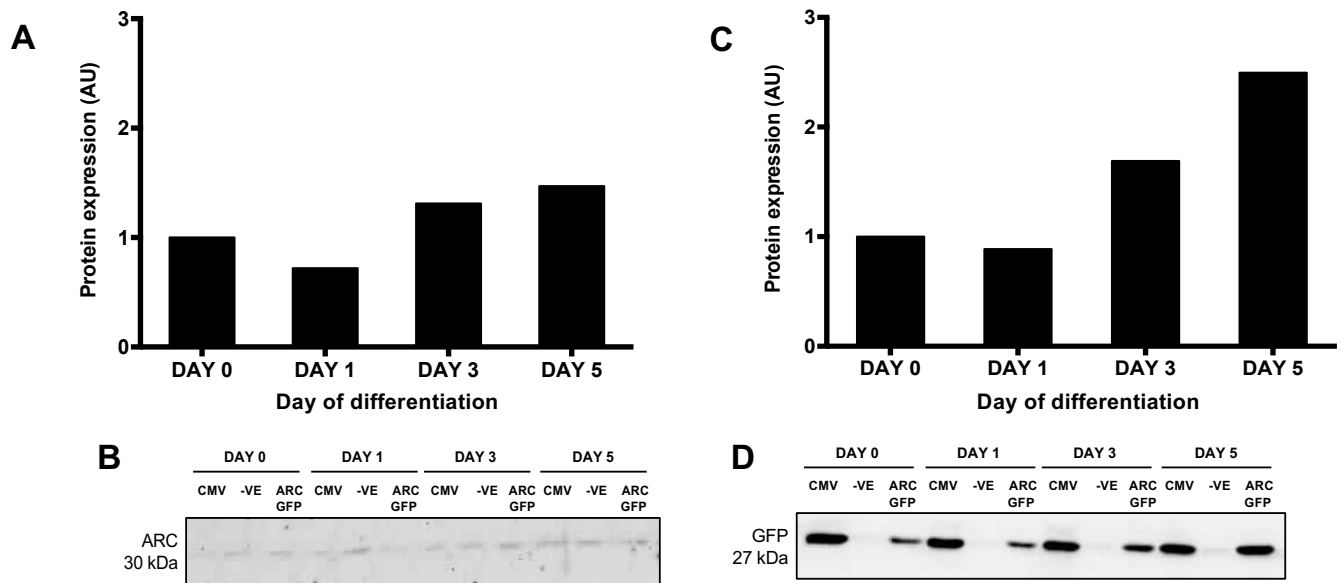 A
Protein expression (AU)
3
2
1
0
DAY 0 DAY 1 DAY 3 DAY 5
Day of differentiation
B
DAY 0 DAY 1 DAY 3 DAY 5
CMV -VE ARC GFP CMV -VE ARC GFP CMV -VE ARC GFP CMV -VE ARC GFP
ARC
30 kDa
C
Protein expression (AU)
3
2
1
0
DAY 0 DAY 1 DAY 3 DAY 5
Day of differentiation
D
DAY 0 DAY 1 DAY 3 DAY 5
CMV -VE ARC GFP CMV -VE ARC GFP CMV -VE ARC GFP CMV -VE ARC GFP
GFP
27 kDa